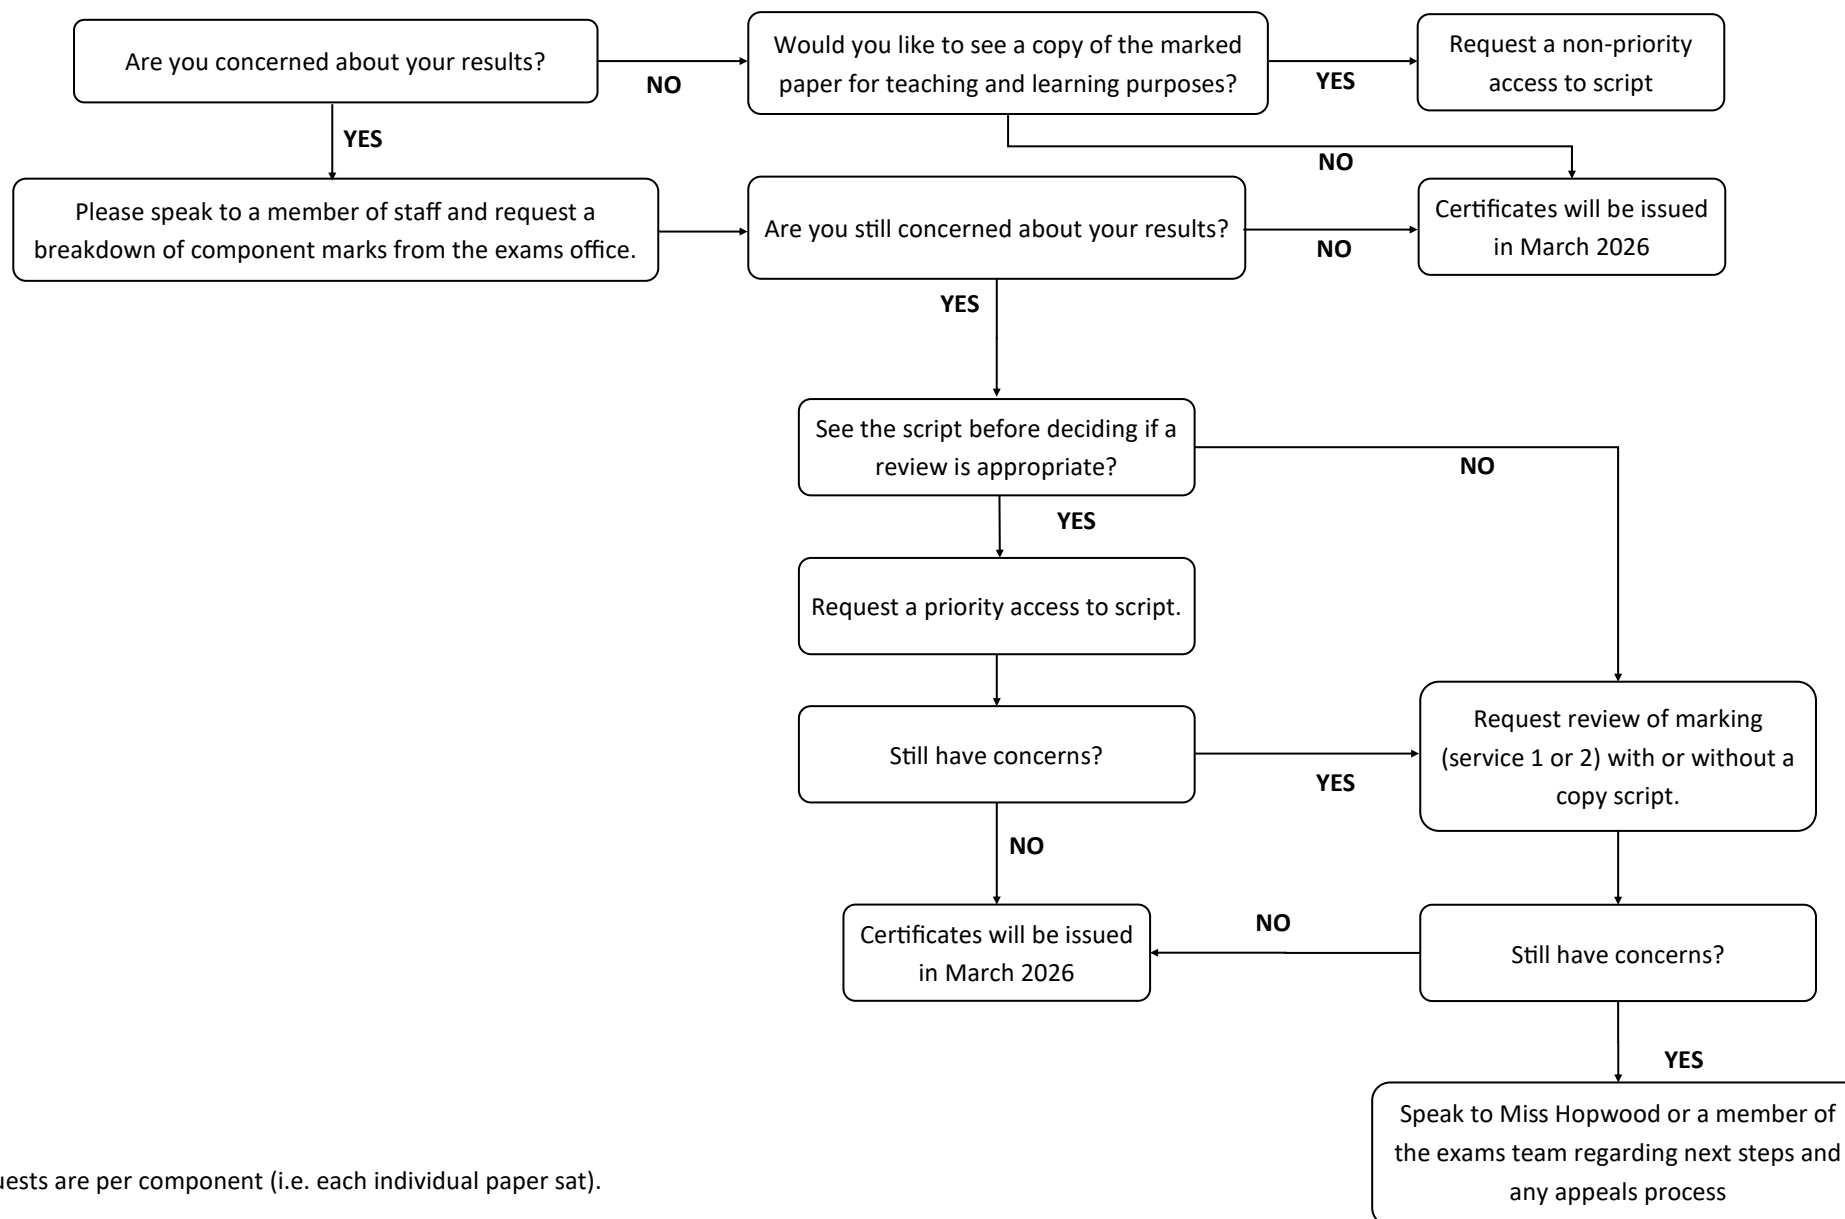 Are you concerned about your results?
NO
Would you like to see a copy of the marked
paper for teaching and learning purposes?
YES
Request a non-priority
access to script
YES
NO
Please speak to a member of staff and request a
breakdown of component marks from the exams office.
Are you still concerned about your results?
NO
Certificates will be issued
in March 2026
YES
See the script before deciding if a
review is appropriate?
NO
YES
Request a priority access to script.
Still have concerns?
YES
Request review of marking
(service 1 or 2) with or without a
copy script.
NO
Certificates will be issued
in March 2026
NO
Still have concerns?
YES
Speak to Miss Hopwood or a member of
the exams team regarding next steps and
any appeals process
are per component (i.e. each individual paper sat).